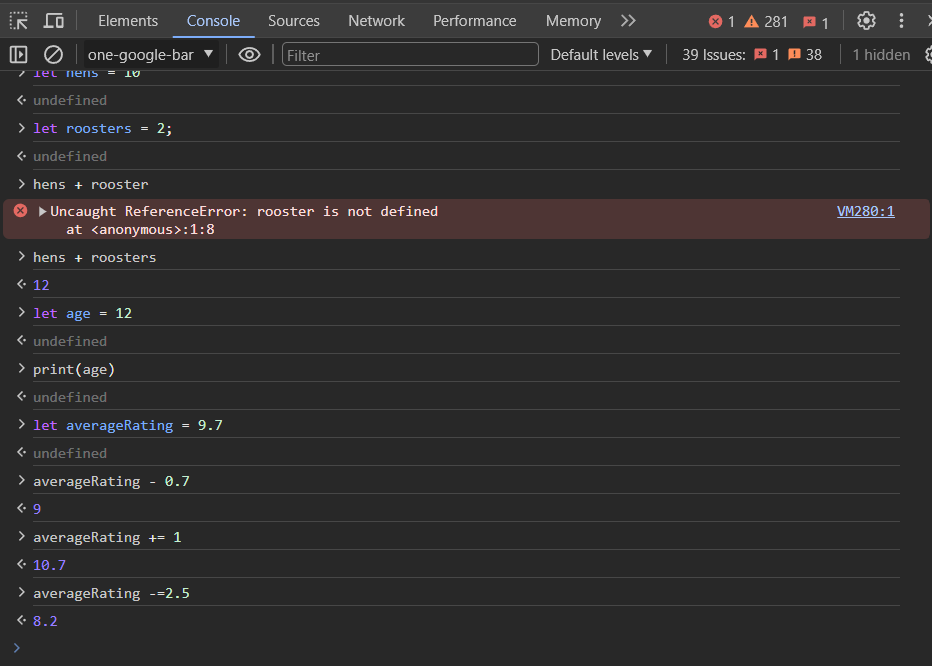 Elements Console Sources Network Performance Memory 1 281 1
one-google-bar Filter Default levels 39 Issues: 1 38 1 hidden
let hens = 10
undefined
let roosters = 2;
undefined
hens + rooster
Uncaught ReferenceError: rooster is not defined VM280:1
at <anonymous>:1:8
hens + roosters
12
let age = 12
undefined
print(age)
undefined
let averageRating = 9.7
undefined
averageRating - 0.7
9
averageRating += 1
10.7
averageRating -=2.5
8.2